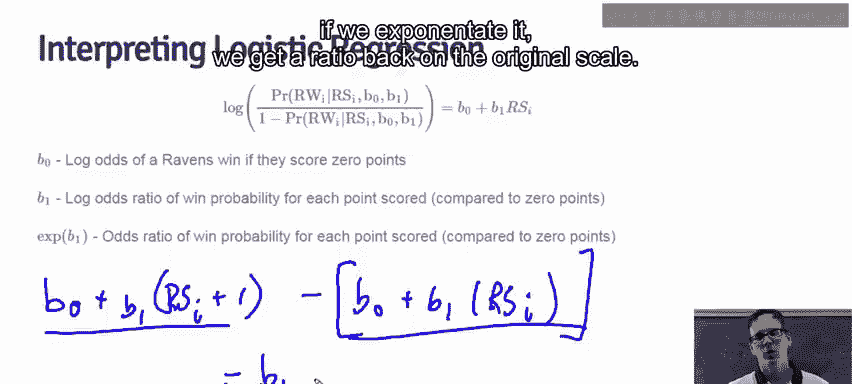 if we exponentate it,
Interpreting Logistic Regression
we get a ratio back on the original scale.
log( Pr(RWᵢ|RSᵢ, b₀, b₁) / 1 − Pr(RWᵢ|RSᵢ, b₀, b₁) ) = b₀ + b₁RSᵢ
b₀ - Log odds of a Ravens win if they score zero points
b₁ - Log odds ratio of win probability for each point scored (compared to zero points)
exp(b₁) - Odds ratio of win probability for each point scored (compared to zero points)
b₀ + b₁ (RSᵢ + 1) − [b₀ + b₁ (RSᵢ)]
= b₁